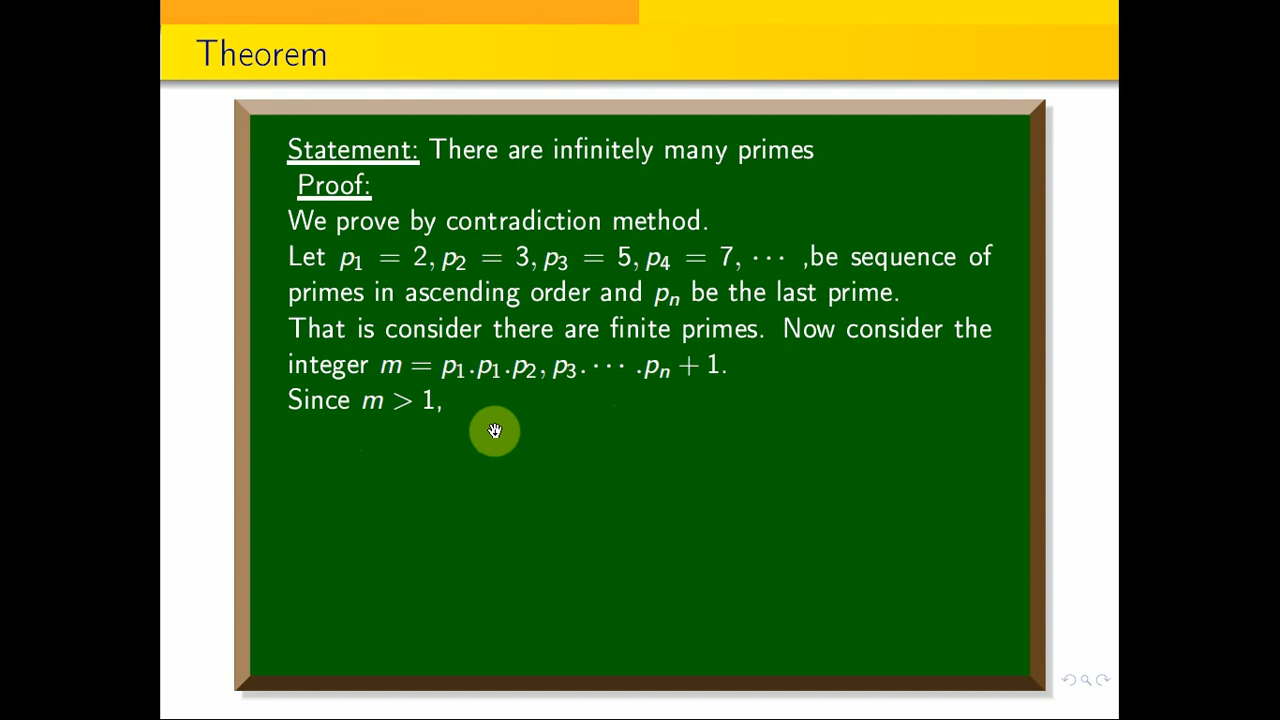 Theorem
Statement: There are infinitely many primes
Proof:
We prove by contradiction method.
Let p₁ = 2, p₂ = 3, p₃ = 5, p₄ = 7, ⋯ ,be sequence of
primes in ascending order and pₙ be the last prime.
That is consider there are finite primes. Now consider the
integer m = p₁.p₁.p₂, p₃. ⋯ .pₙ + 1.
Since m > 1,